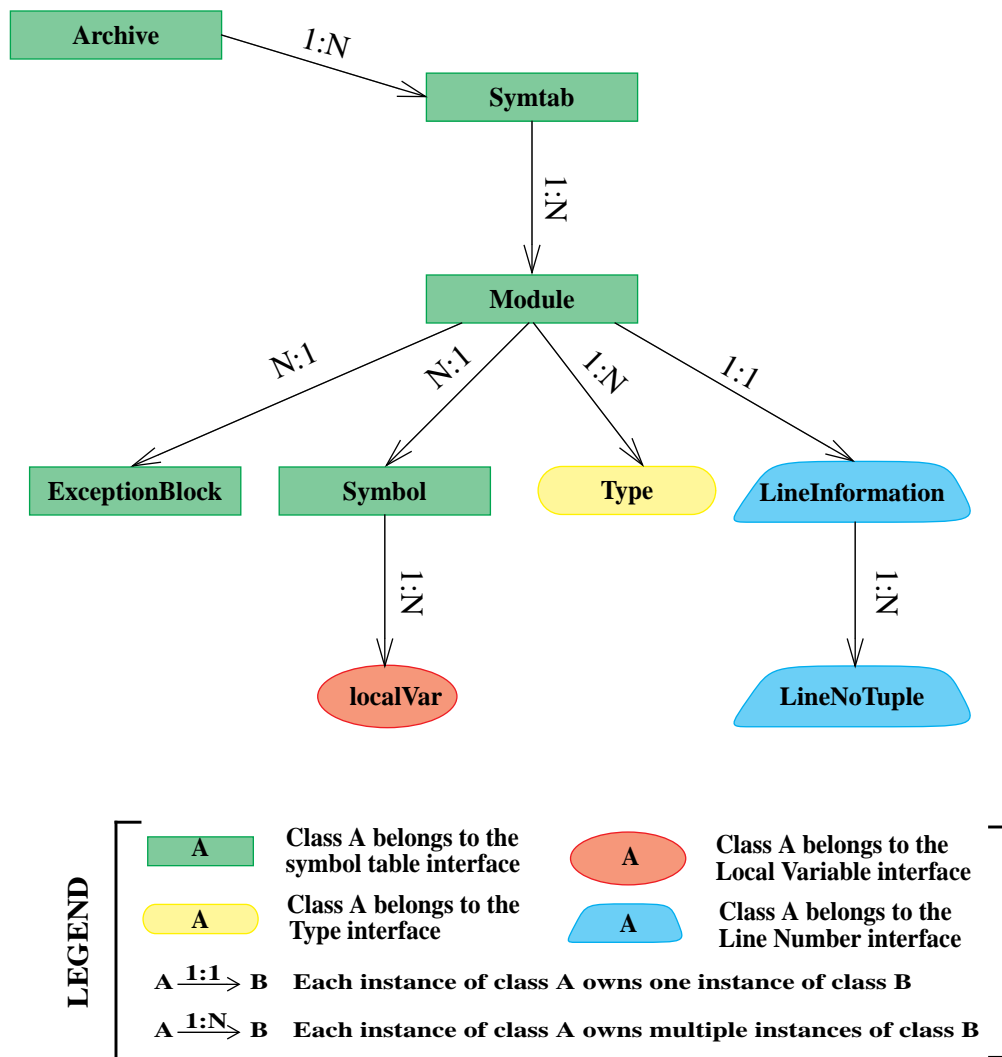 Archive
1:N
Symtab
1:N
Module
N:1
N:1
1:N
1:1
ExceptionBlock
Symbol
Type
LineInformation
1:N
1:N
localVar
LineNoTuple
LEGEND
A
Class A belongs to the
symbol table interface
A
Class A belongs to the
Local Variable interface
A
Class A belongs to the
Type interface
A
Class A belongs to the
Line Number interface
A 1:1 B Each instance of class A owns one instance of class B
A 1:N B Each instance of class A owns multiple instances of class B